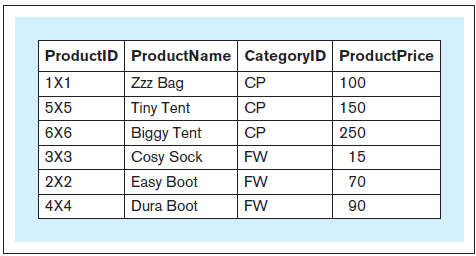 ProductID ProductName CategoryID ProductPrice
1X1 Zzz Bag CP 100
5X5 Tiny Tent CP 150
6X6 Biggy Tent CP 250
3X3 Cosy Sock FW 15
2X2 Easy Boot FW 70
4X4 Dura Boot FW 90